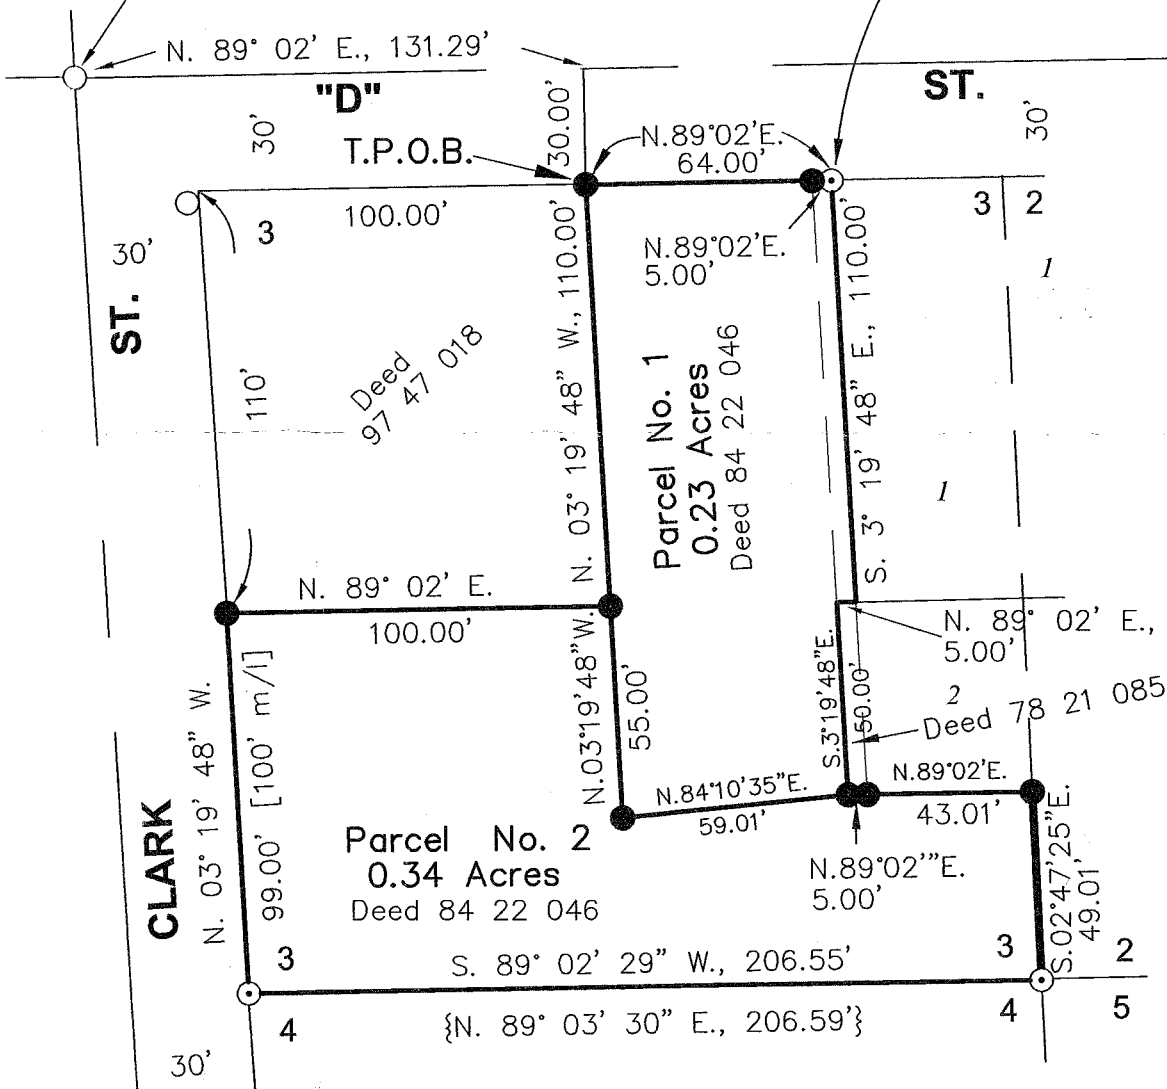 N. 89° 02' E., 131.29'
"D"
ST.
30'
30.00'
30'
T.P.O.B.
N.89°02'E.
64.00'
3
100.00'
3
2
30'
N.89°02'E.
5.00'
1
ST.
110'
Deed
97 47 018
N. 03° 19' 48" W., 110.00'
Parcel No. 1
0.23 Acres
Deed 84 22 046
S. 3° 19' 48" E., 110.00'
1
N. 89° 02' E.
100.00'
N. 89° 02' E.,
5.00'
N. 03° 19' 48" W.
99.00' [100' m/l]
N.03°19'48"W.
55.00'
S.3°19'48"E.
50.00'
2
Deed 78 21 085
N.84°10'35"E.
59.01'
N.89°02'E.
43.01'
CLARK
Parcel No. 2
0.34 Acres
Deed 84 22 046
N.89°02'"E.
5.00'
S.02°47'25"E.
49.01'
3
S. 89° 02' 29" W., 206.55'
3
2
4
{N. 89° 03' 30" E., 206.59'}
4
5
30'